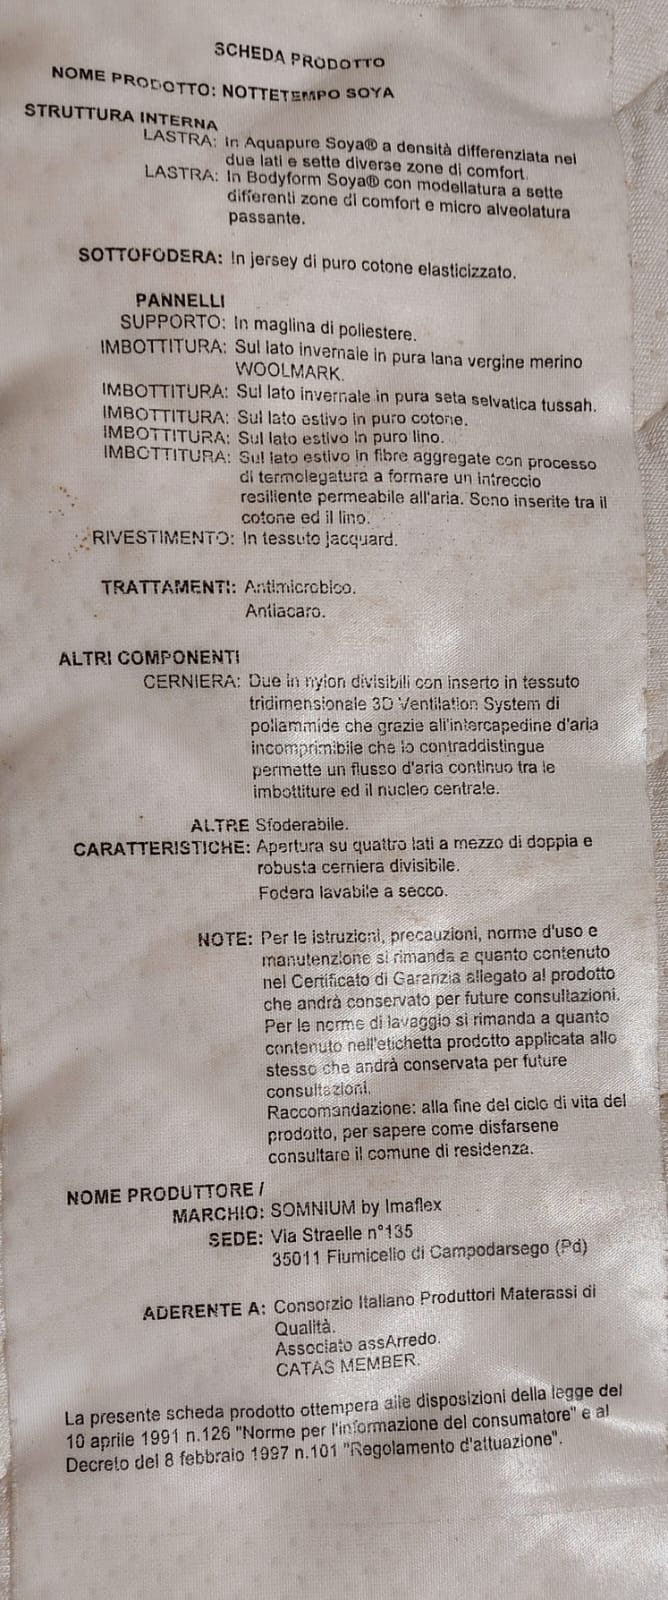 SCHEDA PRODOTTO
NOME PRODOTTO: NOTTETEMPO SOYA
STRUTTURA INTERNA
LASTRA: In Aquapure Soya® a densità differenziata nei
due lati e sette diverse zone di comfort.
LASTRA: In Bodyform Soya® con modellatura a sette
differenti zone di comfort e micro alveolatura
passante.
SOTTOFODERA: In jersey di puro cotone elasticizzato.
PANNELLI
SUPPORTO: In maglina di poliestere.
IMBOTTITURA: Sul lato invernale in pura lana vergine merino
WOOLMARK.
IMBOTTITURA: Sul lato invernale in pura seta selvatica tussah.
IMBOTTITURA: Sul lato estivo in puro cotone.
IMBOTTITURA: Sul lato estivo in puro lino.
IMBOTTITURA: Sul lato estivo in fibre aggregate con processo
di termolegatura a formare un intreccio
resiliente permeabile all'aria. Sono inserite tra il
cotone ed il lino.
RIVESTIMENTO: In tessuto jacquard.
TRATTAMENTI: Antimicrobico.
Antiacaro.
ALTRI COMPONENTI
CERNIERA: Due in nylon divisibili con inserto in tessuto
tridimensionale 3D Ventilation System di
poliammide che grazie all'intercapedine d'aria
incomprimibile che lo contraddistingue
permette un flusso d'aria continuo tra le
imbottiture ed il nucleo centrale.
ALTRE Sfoderabile.
CARATTERISTICHE: Apertura su quattro lati a mezzo di doppia e
robusta cerniera divisibile.
Fodera lavabile a secco.
NOTE: Per le istruzioni, precauzioni, norme d'uso e
manutenzione si rimanda a quanto contenuto
nel Certificato di Garanzia allegato al prodotto
che andrà conservato per future consultazioni.
Per le norme di lavaggio si rimanda a quanto
contenuto nell'etichetta prodotto applicata allo
stesso che andrà conservata per future
consultazioni.
Raccomandazione: alla fine del ciclo di vita del
prodotto, per sapere come disfarsene
consultare il comune di residenza.
NOME PRODUTTORE /
MARCHIO: SOMNIUM by Imaflex
SEDE: Via Straelle n°135
35011 Fiumicello di Campodarsego (Pd)
ADERENTE A: Consorzio Italiano Produttori Materassi di
Qualità.
Associato assArredo.
CATAS MEMBER.
La presente scheda prodotto ottempera alle disposizioni della legge del
10 aprile 1991 n.126 "Norme per l'informazione del consumatore" e al
Decreto del 8 febbraio 1997 n.101 "Regolamento d'attuazione".